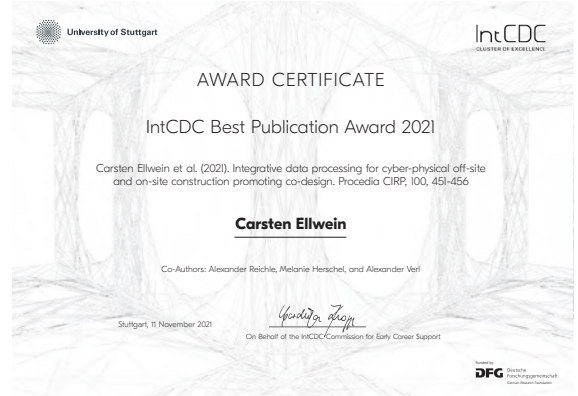 University of Stuttgart
IntCDC
CLUSTER OF EXCELLENCE
AWARD CERTIFICATE
IntCDC Best Publication Award 2021
Carsten Ellwein et al. (2021). Integrative data processing for cyber-physical off-site
and on-site construction promoting co-design. Procedia CIRP, 100, 451-456
Carsten Ellwein
Co-Authors: Alexander Reichle, Melanie Herschel, and Alexander Verl
Stuttgart, 11 November 2021
On Behalf of the IntCDC Commission for Early Career Support
Funded by
DFG Deutsche
Forschungsgemeinschaft
German Research Foundation